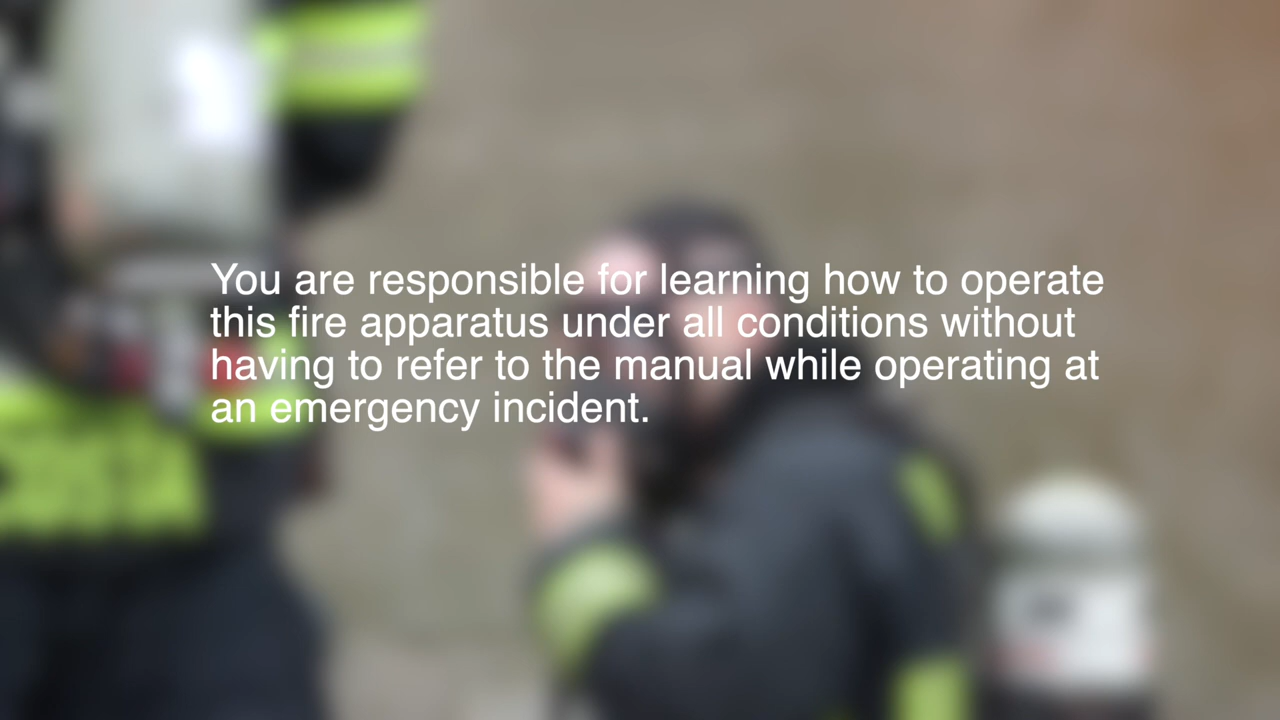 You are responsible for learning how to operate
this fire apparatus under all conditions without
having to refer to the manual while operating at
an emergency incident.